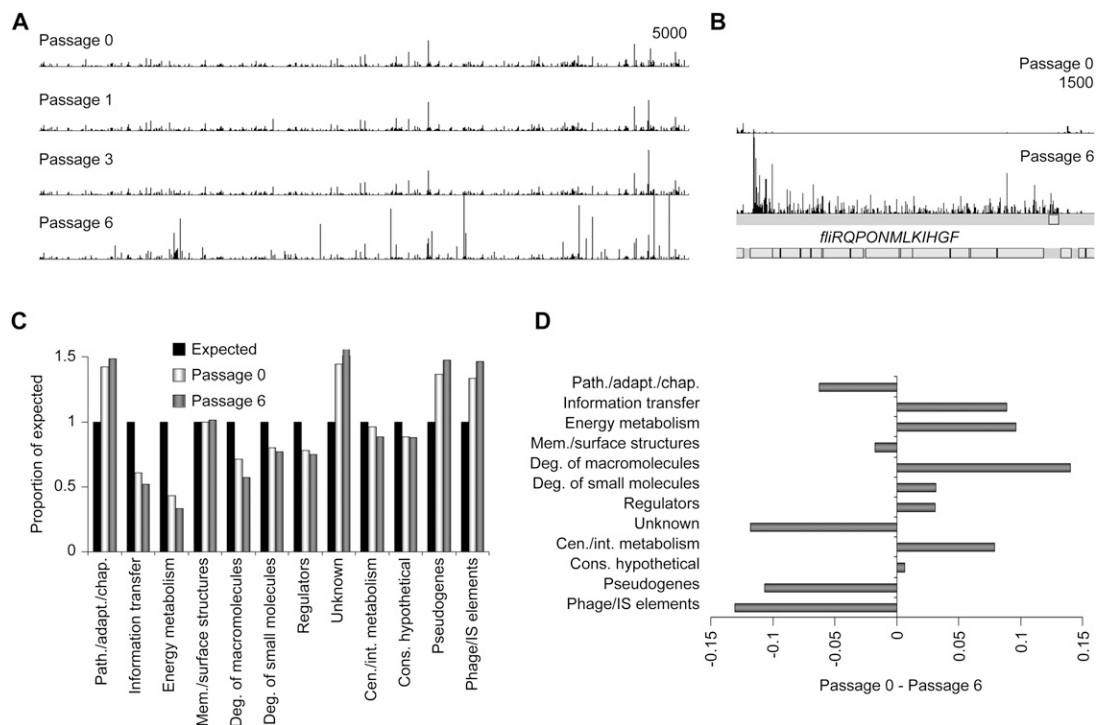 A
Passage 0
5000
Passage 1
Passage 3
Passage 6
B
Passage 0
1500
Passage 6
fliRQPONMLKIHGF
C
Expected
Passage 0
Passage 6
Proportion of expected
1.5
1
0.5
0
Path./adapt./chap.
Information transfer
Energy metabolism
Mem./surface structures
Deg. of macromolecules
Deg. of small molecules
Regulators
Unknown
Cen./int. metabolism
Cons. hypothetical
Pseudogenes
Phage/IS elements
D
Path./adapt./chap.
Information transfer
Energy metabolism
Mem./surface structures
Deg. of macromolecules
Deg. of small molecules
Regulators
Unknown
Cen./int. metabolism
Cons. hypothetical
Pseudogenes
Phage/IS elements
-0.15
-0.1
-0.05
0
0.05
0.1
0.15
Passage 0 - Passage 6